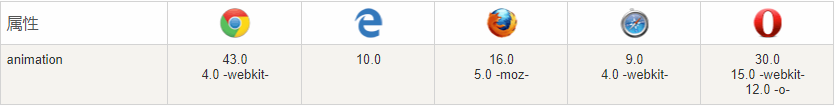 属性
animation
43.0
4.0 -webkit-
10.0
16.0
5.0 -moz-
9.0
4.0 -webkit-
30.0
15.0 -webkit-
12.0 -o-